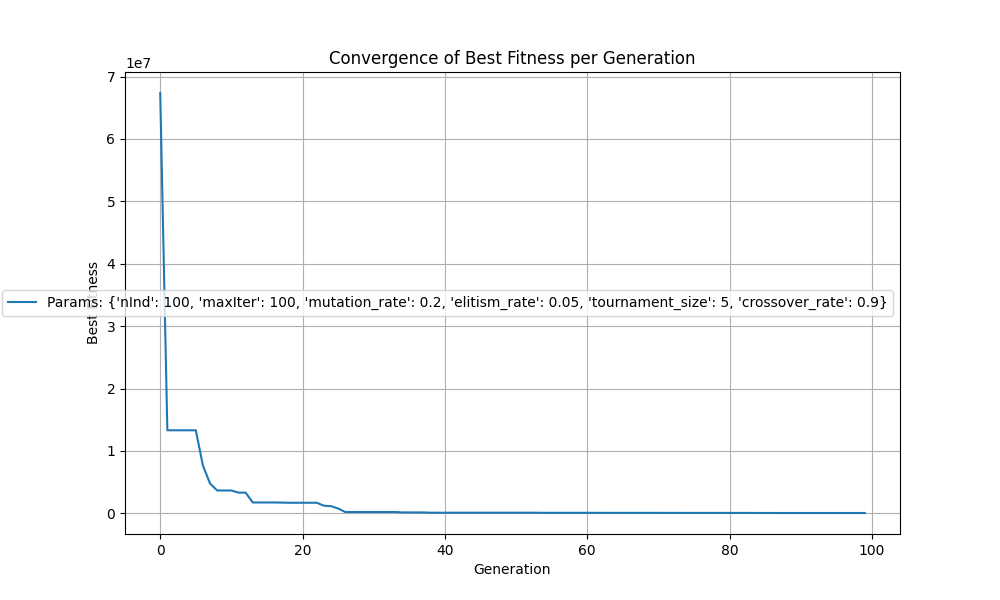 Convergence of Best Fitness per Generation
1e7
7
6
5
4
3
2
1
0
Best Fitness
Params: {'nInd': 100, 'maxIter': 100, 'mutation_rate': 0.2, 'elitism_rate': 0.05, 'tournament_size': 5, 'crossover_rate': 0.9}
0
20
40
60
80
100
Generation